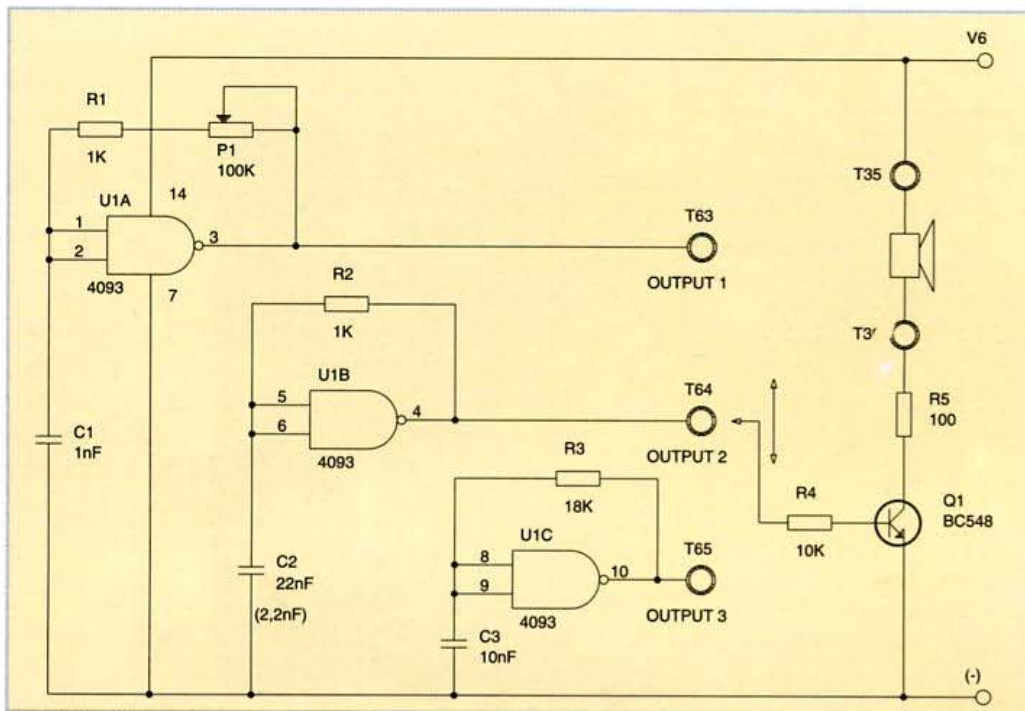 V6
R1
P1
1K
100K
T35
U1A
14
1
2
3
4093
7
T63
OUTPUT 1
R2
1K
T3
U1B
5
6
4
4093
T64
OUTPUT 2
R5
100
C1
1nF
R3
18K
R4
10K
Q1
BC548
U1C
8
9
10
4093
T65
OUTPUT 3
C2
22nF
(2,2nF)
C3
10nF
(-)